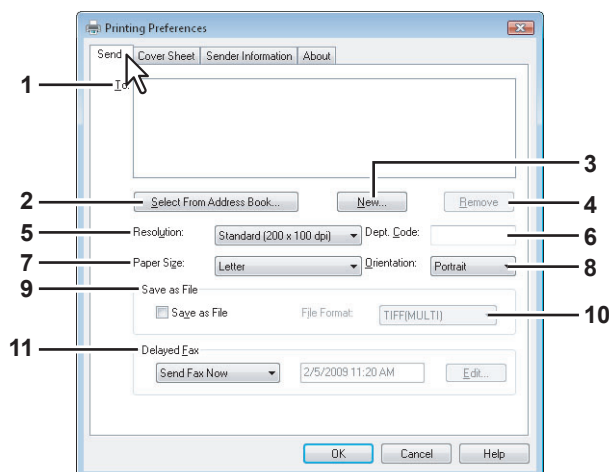 Printing Preferences
Send Cover Sheet Sender Information About
1 To:
3
2 Select From Address Book... New... Remove 4
5 Resolution: Standard (200 x 100 dpi) Dept. Code: 6
7 Paper Size: Letter Orientation: Portrait 8
9 Save as File
Save as File File Format: TIFF(MULTI) 10
11 Delayed Fax
Send Fax Now 2/5/2009 11:20 AM Edit...
OK Cancel Help